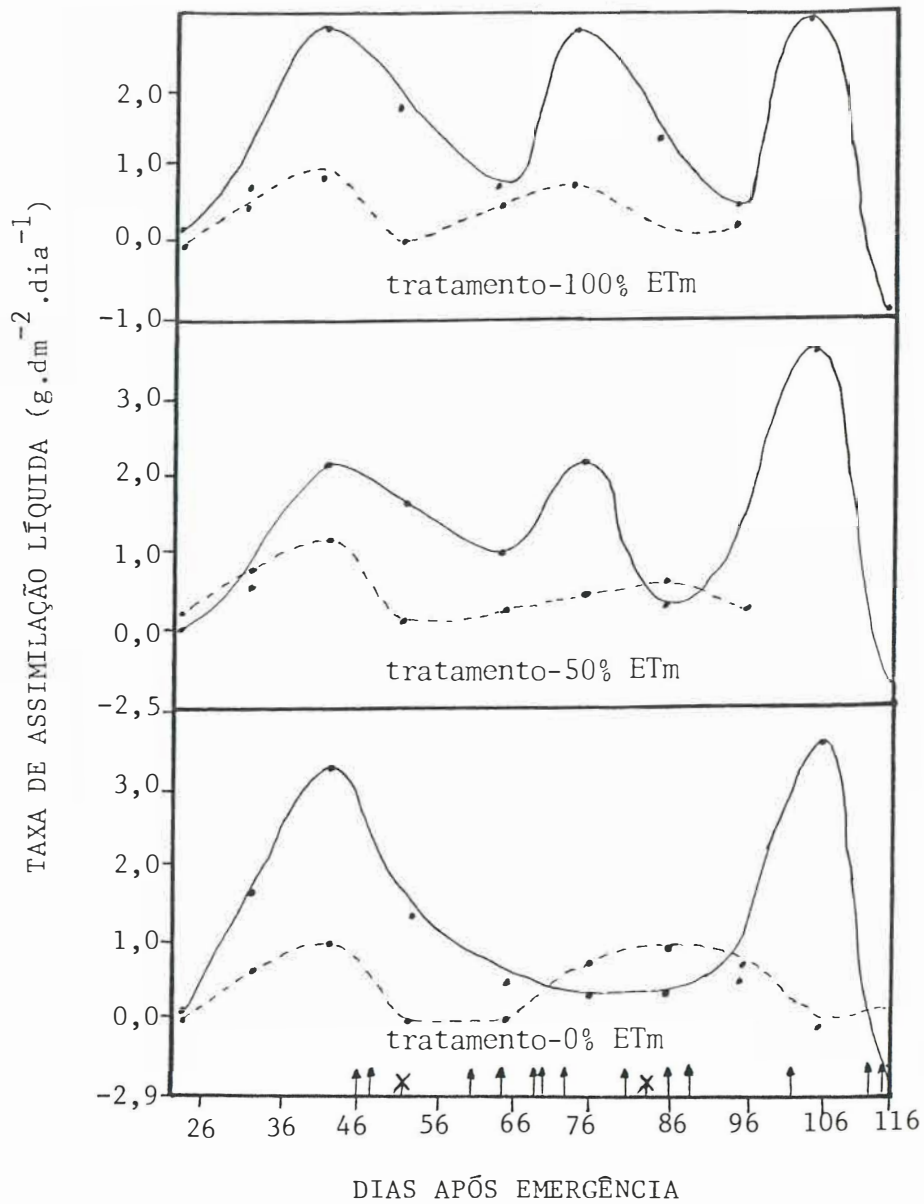 TAXA DE ASSIMILAÇÃO LÍQUIDA (g.dm⁻².dia⁻¹)
2,0
1,0
0,0
-1,0
tratamento-100% ETm
3,0
2,0
1,0
0,0
-2,5
tratamento-50% ETm
3,0
2,0
1,0
0,0
-2,9
tratamento-0% ETm
26 36 46 56 66 76 86 96 106 116
DIAS APÓS EMERGÊNCIA